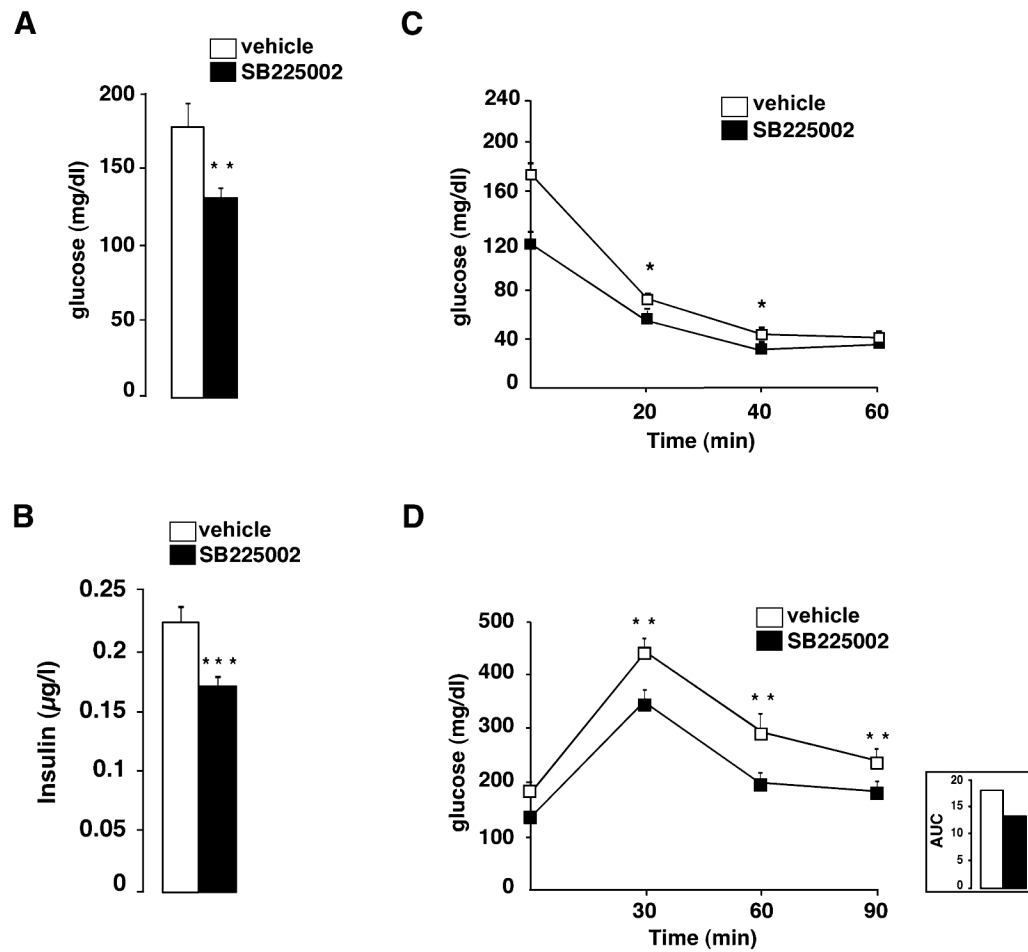 A
vehicle
SB225002
200
150
100
50
0
glucose (mg/dl)
* *
C
vehicle
SB225002
240
200
160
120
80
40
0
glucose (mg/dl)
*
*
20 40 60
Time (min)
B
vehicle
SB225002
0.25
0.2
0.15
0.1
0.05
0
Insulin (µg/l)
* * *
D
vehicle
SB225002
500
400
300
200
100
0
glucose (mg/dl)
* *
* *
* *
30 60 90
Time (min)
20
15
10
5
0
AUC